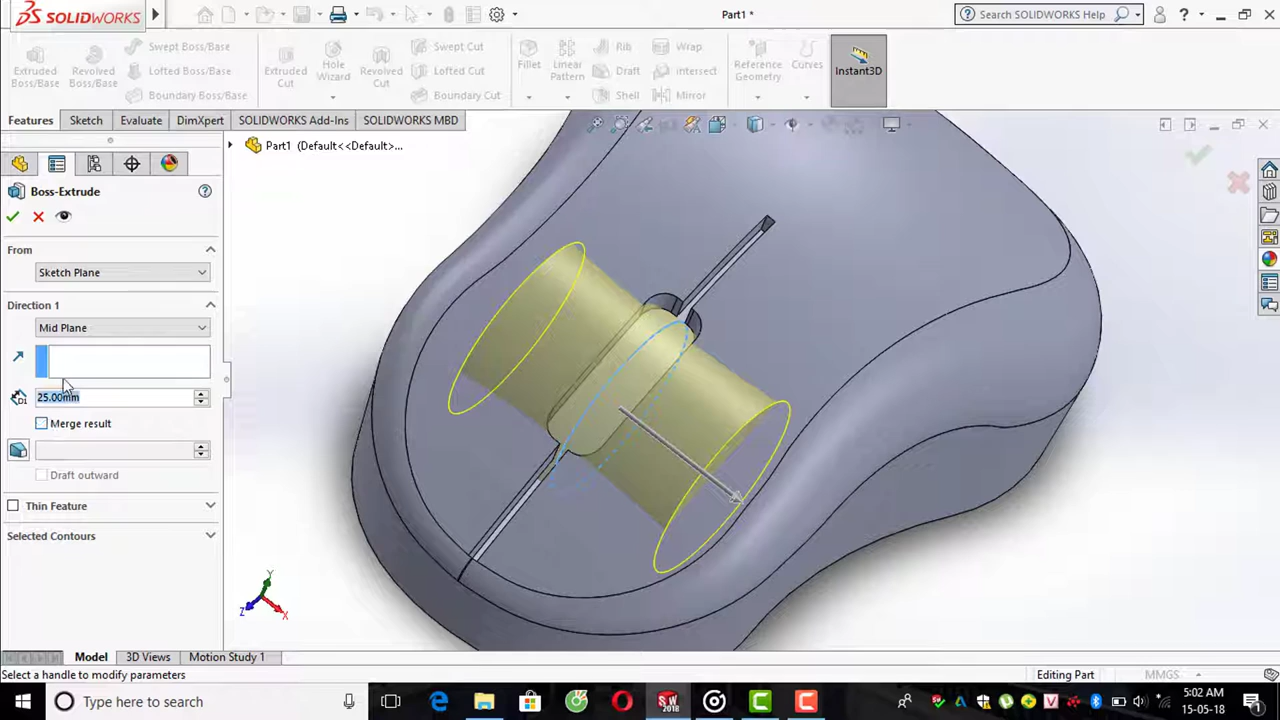 SOLIDWORKS
Part1 *
Search SOLIDWORKS Help
?
Extruded Boss/Base
Revolved Boss/Base
Swept Boss/Base
Lofted Boss/Base
Boundary Boss/Base
Extruded Cut
Hole Wizard
Revolved Cut
Swept Cut
Lofted Cut
Boundary Cut
Fillet
Linear Pattern
Rib
Draft
Shell
Wrap
Intersect
Mirror
Reference Geometry
Curves
Instant3D
Features
Sketch
Evaluate
DimXpert
SOLIDWORKS Add-Ins
SOLIDWORKS MBD
Part1 (Default<<Default>...
Boss-Extrude
?
From
Sketch Plane
Direction 1
Mid Plane
D1
25.00mm
Merge result
Draft outward
Thin Feature
Selected Contours
Y
Z
X
Model
3D Views
Motion Study 1
Select a handle to modify parameters
Editing Part
MMGS
Type here to search
SW
2018
5:02 AM
15-05-18